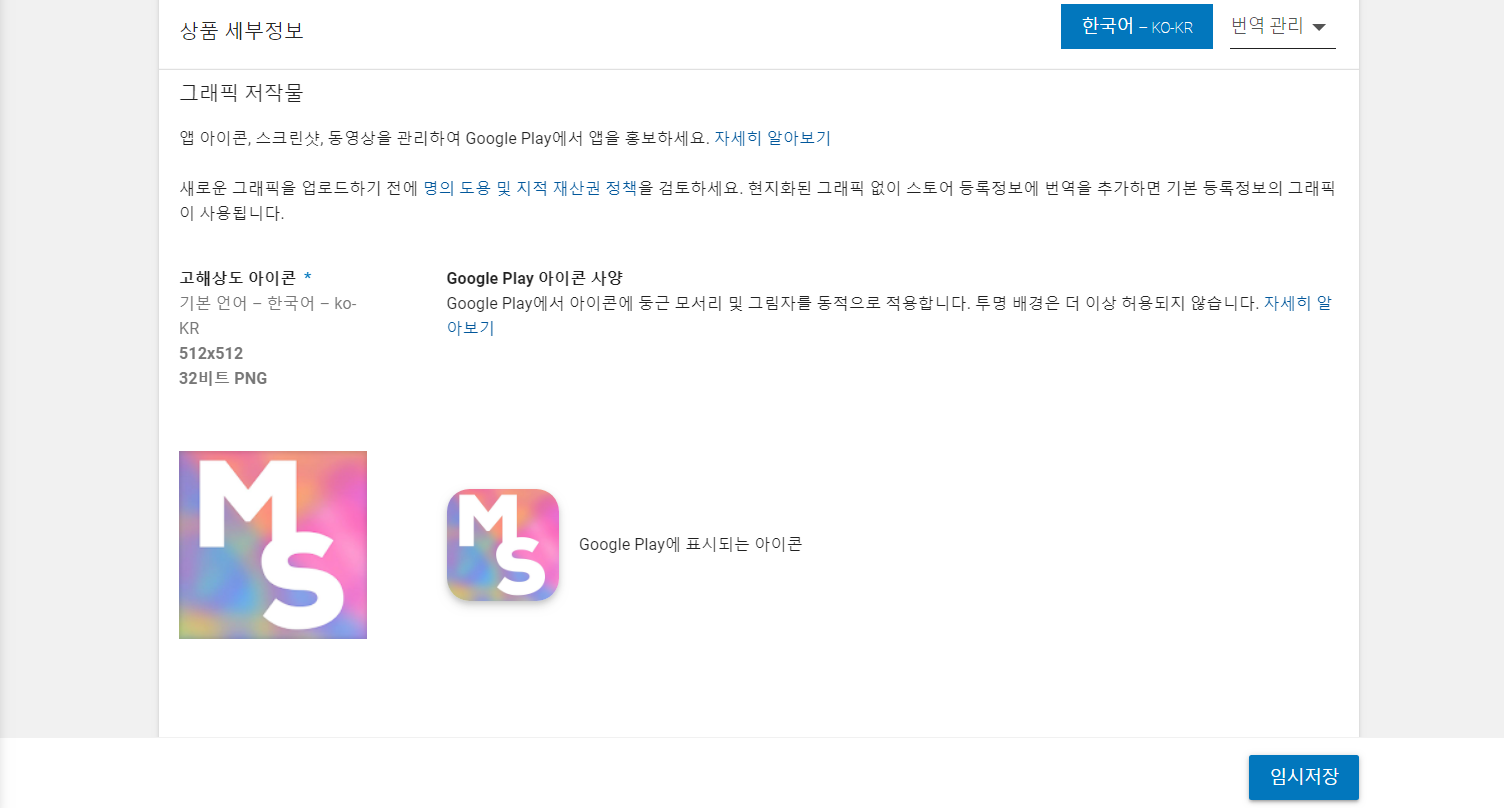 상품 세부정보
한국어 – KO-KR
번역 관리
그래픽 저작물
앱 아이콘, 스크린샷, 동영상을 관리하여 Google Play에서 앱을 홍보하세요. 자세히 알아보기
새로운 그래픽을 업로드하기 전에 명의 도용 및 지적 재산권 정책을 검토하세요. 현지화된 그래픽 없이 스토어 등록정보에 번역을 추가하면 기본 등록정보의 그래픽
이 사용됩니다.
고해상도 아이콘 *
기본 언어 – 한국어 – ko-
KR
512x512
32비트 PNG
Google Play 아이콘 사양
Google Play에서 아이콘에 둥근 모서리 및 그림자를 동적으로 적용합니다. 투명 배경은 더 이상 허용되지 않습니다. 자세히 알
아보기
M
S
M
S
Google Play에 표시되는 아이콘
임시저장